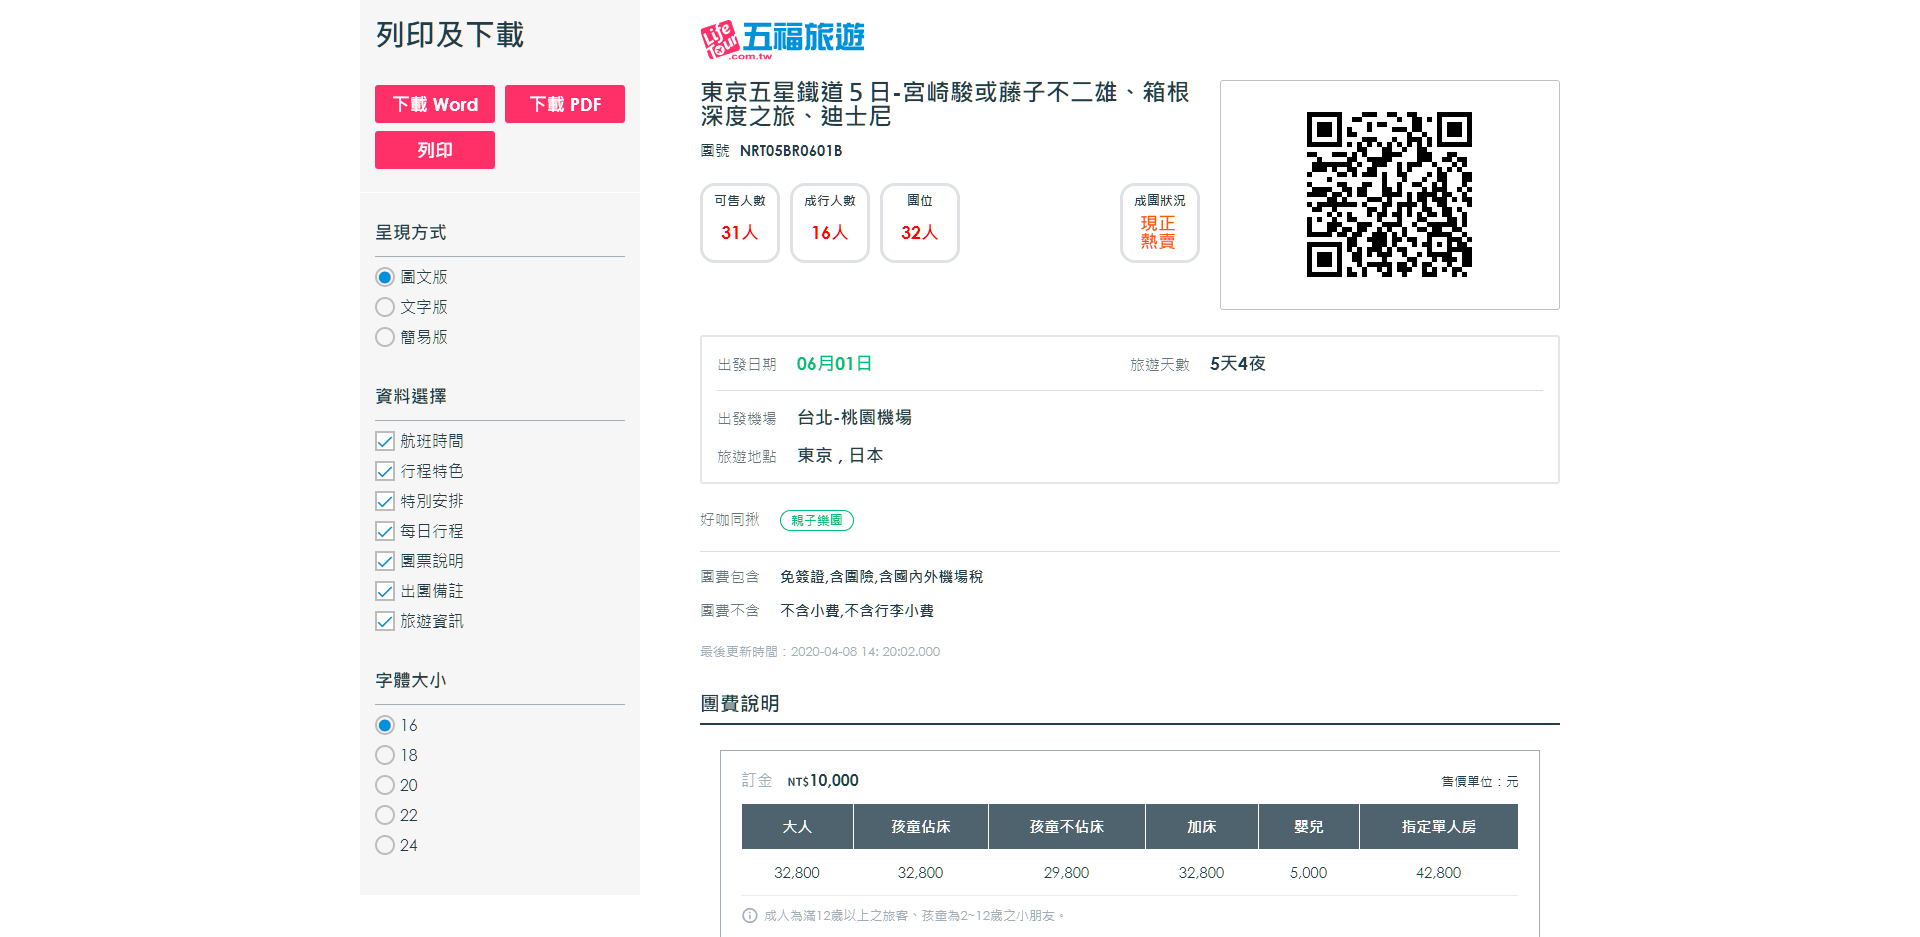 列印及下載
下載 Word
下載 PDF
列印
呈現方式
圖文版
文字版
簡易版
資料選擇
航班時間
行程特色
特別安排
每日行程
團票說明
出團備註
旅遊資訊
字體大小
16
18
20
22
24
Life Tour 五福旅遊
.com.tw
東京五星鐵道５日-宮崎駿或藤子不二雄、箱根
深度之旅、迪士尼
團號 NRT05BR0601B
可售人數 成行人數 團位 成團狀況
31人 16人 32人 現正
熱賣
出發日期 06月01日 旅遊天數 5天4夜
出發機場 台北-桃園機場
旅遊地點 東京 , 日本
好咖同揪 親子樂園
團費包含 免簽證,含團險,含國內外機場稅
團費不含 不含小費,不含行李小費
最後更新時間：2020-04-08 14: 20:02.000
團費說明
訂金 NT$10,000 售價單位：元
大人 孩童佔床 孩童不佔床 加床 嬰兒 指定單人房
32,800 32,800 29,800 32,800 5,000 42,800
成人為滿12歲以上之旅客、孩童為2~12歲之小朋友。